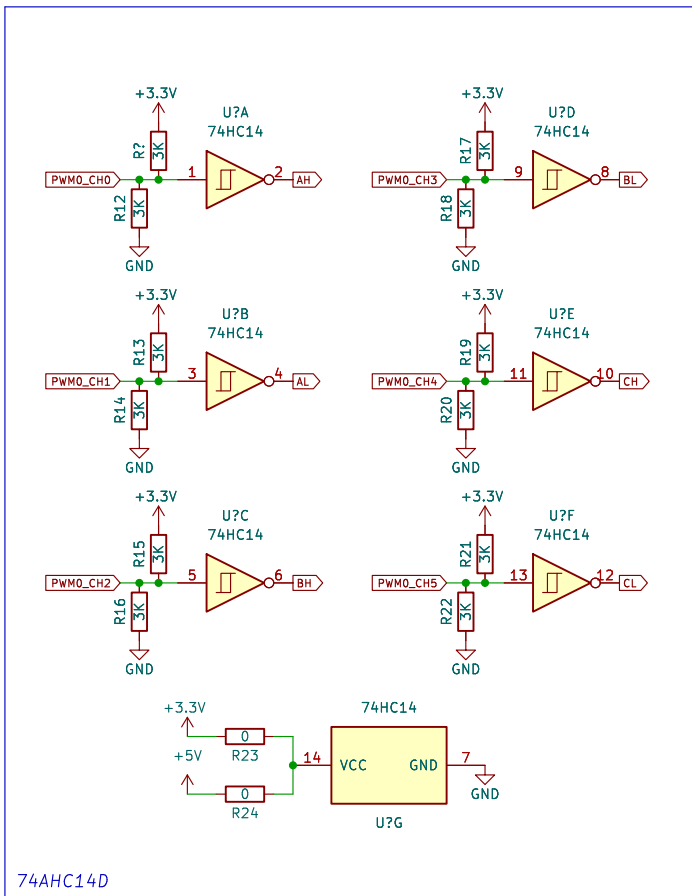 +3.3V
U?A
74HC14
R?
3K
PWM0_CH0
1
2
AH
R12
3K
GND
+3.3V
U?D
74HC14
R17
3K
PWM0_CH3
9
8
BL
R18
3K
GND
+3.3V
U?B
74HC14
R13
3K
PWM0_CH1
3
4
AL
R14
3K
GND
+3.3V
U?E
74HC14
R19
3K
PWM0_CH4
11
10
CH
R20
3K
GND
+3.3V
U?C
74HC14
R15
3K
PWM0_CH2
5
6
BH
R16
3K
GND
+3.3V
U?F
74HC14
R21
3K
PWM0_CH5
13
12
CL
R22
3K
GND
+3.3V
0
R23
+5V
0
R24
74HC14
14
VCC
GND
7
GND
U?G
74AHC14D